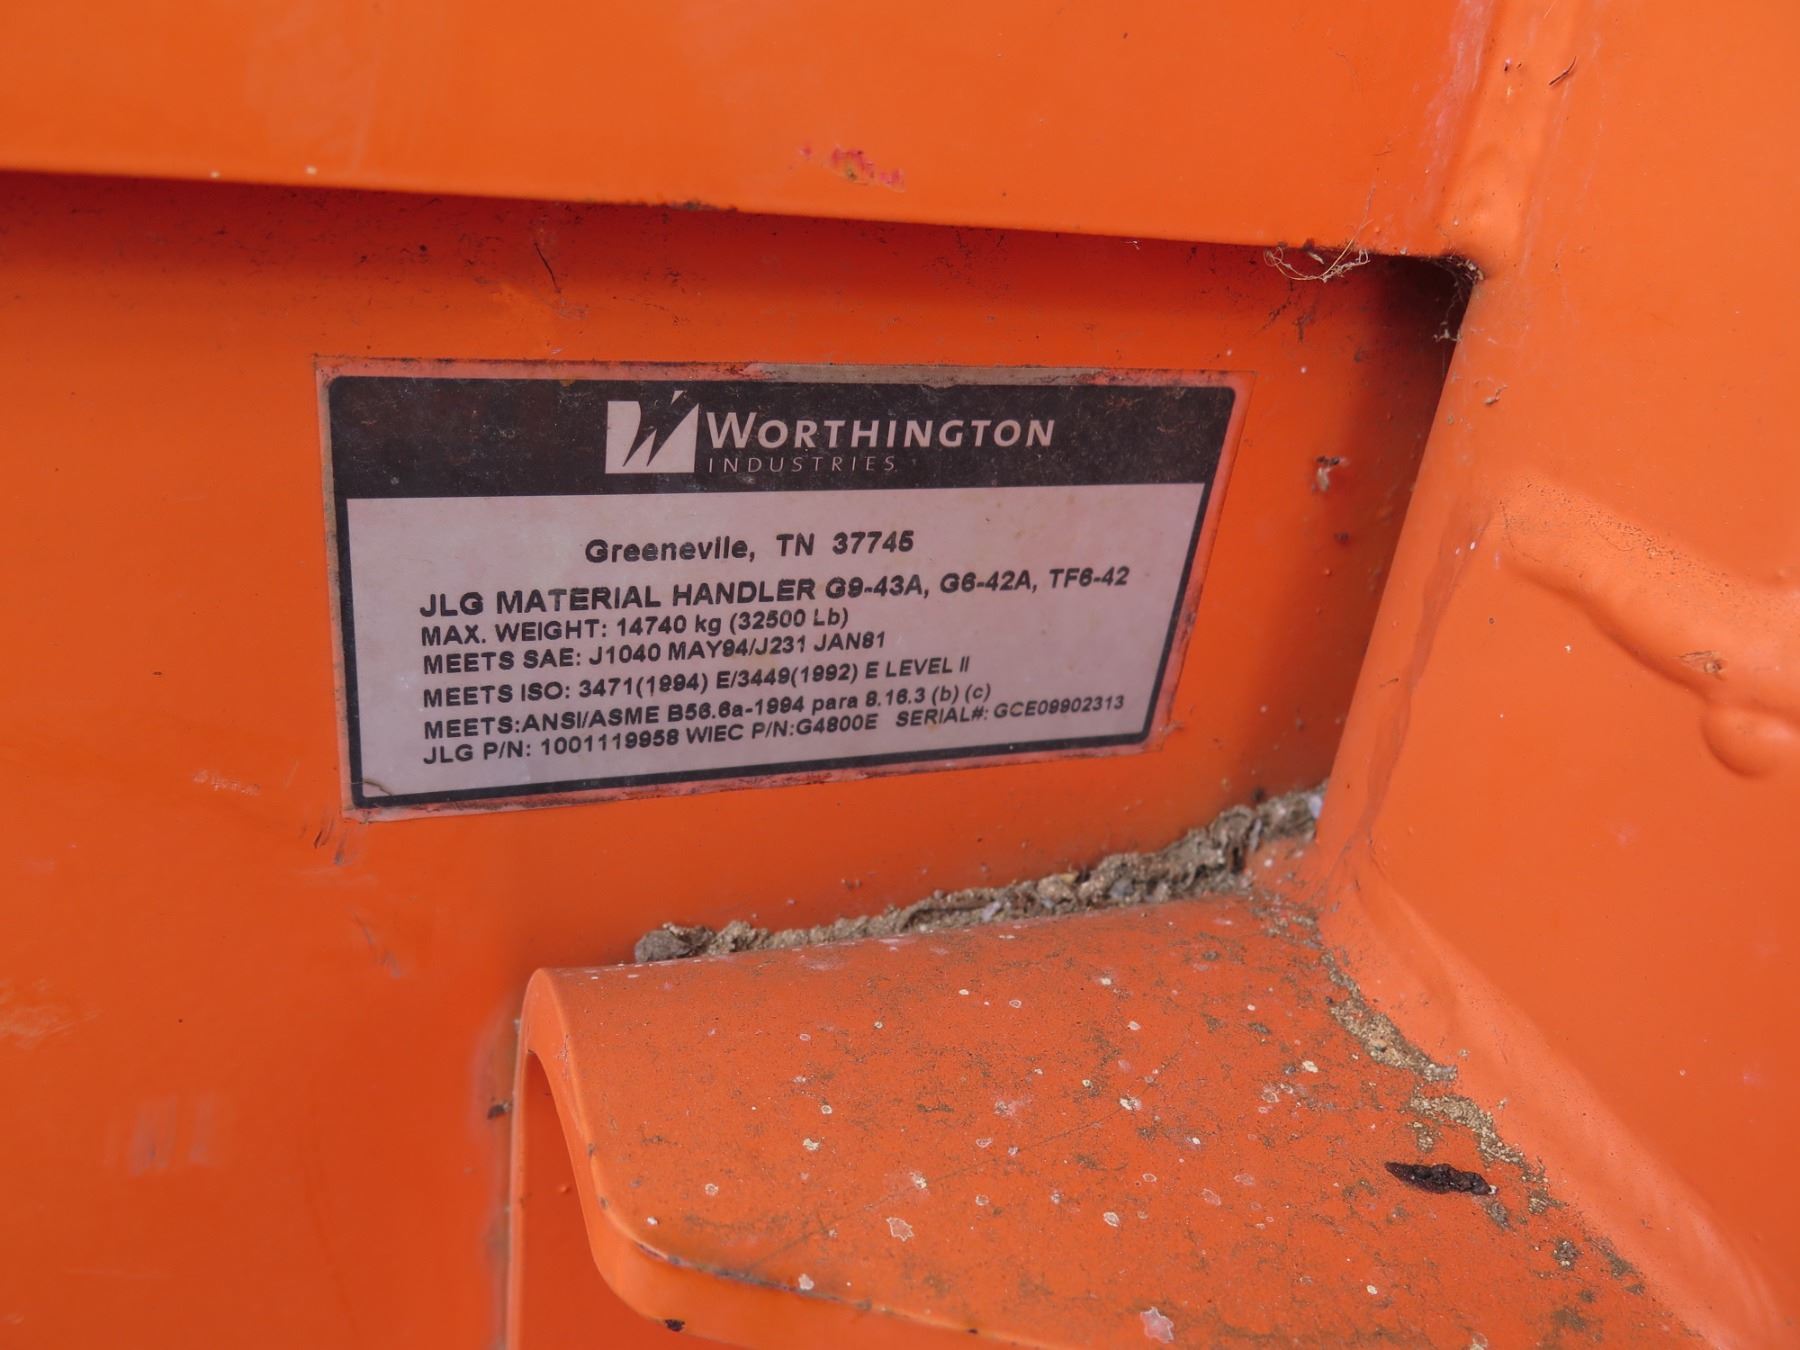 WORTHINGTON
INDUSTRIES
Greenevlle, TN 37745
JLG MATERIAL HANDLER G9-43A, G6-42A, TF6-42
MAX. WEIGHT: 14740 kg (32500 Lb)
MEETS SAE: J1040 MAY94/J231 JAN81
MEETS ISO: 3471(1994) E/3449(1992) E LEVEL II
MEETS:ANSI/ASME B56.6a-1994 para 8.16.3 (b) (c)
JLG P/N: 1001119958 WIEC P/N:G4800E SERIAL#: GCE09902313